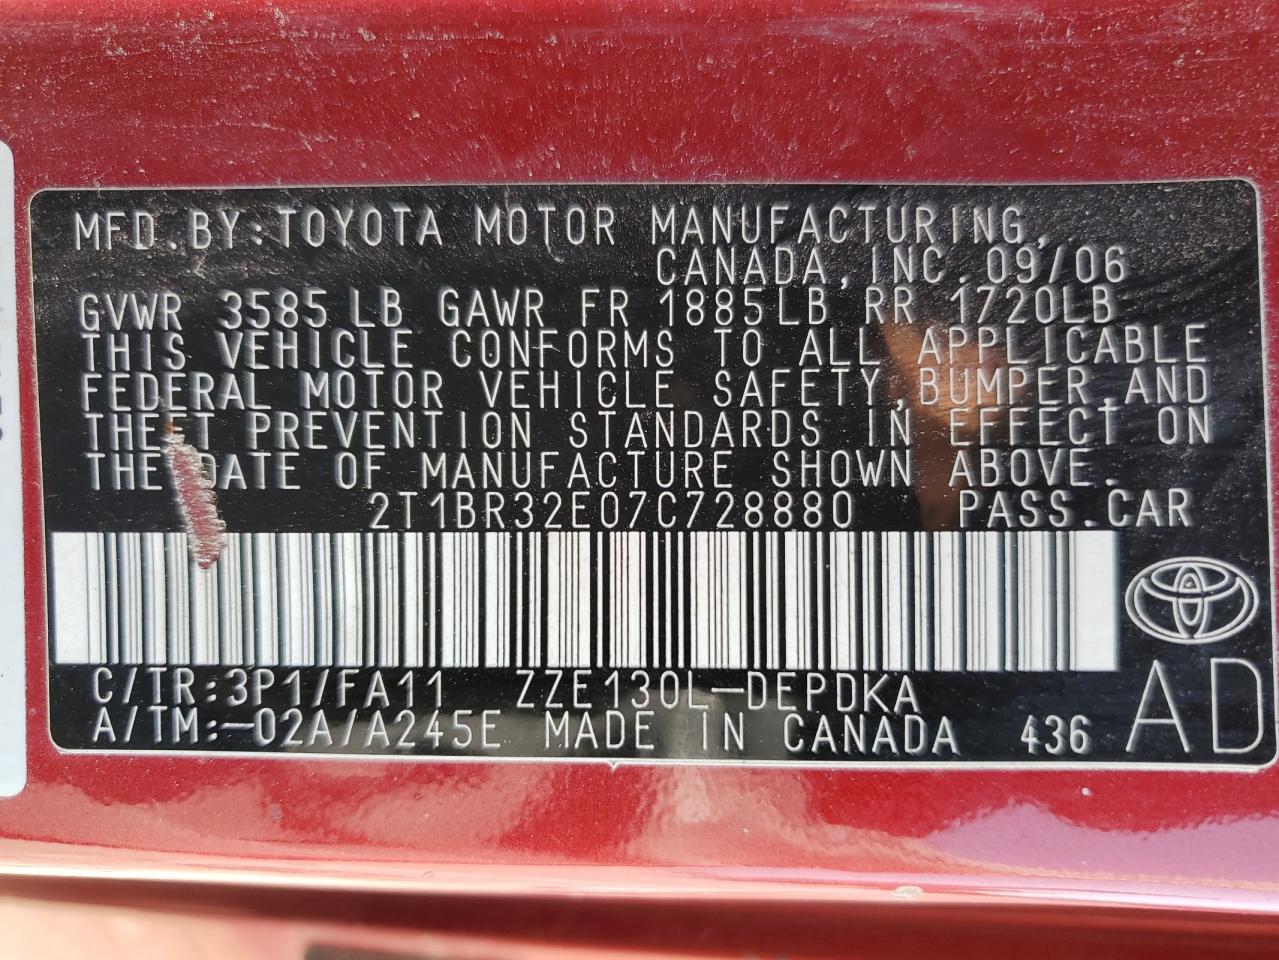 MFD.BY:TOYOTA MOTOR MANUFACTURING,
CANADA,INC.09/06
GVWR 3585LB GAWR FR 1885LB RR 1720LB
THIS VEHICLE CONFORMS TO ALL APPLICABLE
FEDERAL MOTOR VEHICLE SAFETY,BUMPER,AND
THEFT PREVENTION STANDARDS IN EFFECT ON
THE DATE OF MANUFACTURE SHOWN ABOVE.
2T1BR32E07C728880 PASS.CAR
C/TR:3P1/FA11 ZZE130L-DEPDKA
A/TM:-02A/A245E MADE IN CANADA 436 AD